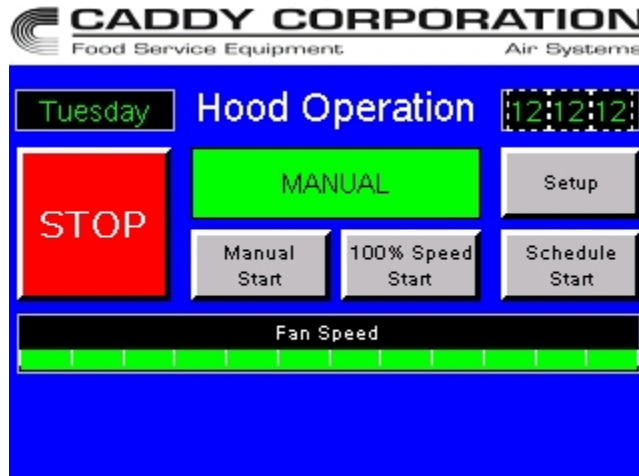 CADDY CORPORATION
Food Service Equipment Air Systems
Tuesday Hood Operation 12:12:12
STOP
MANUAL
Setup
Manual
Start
100% Speed
Start
Schedule
Start
Fan Speed